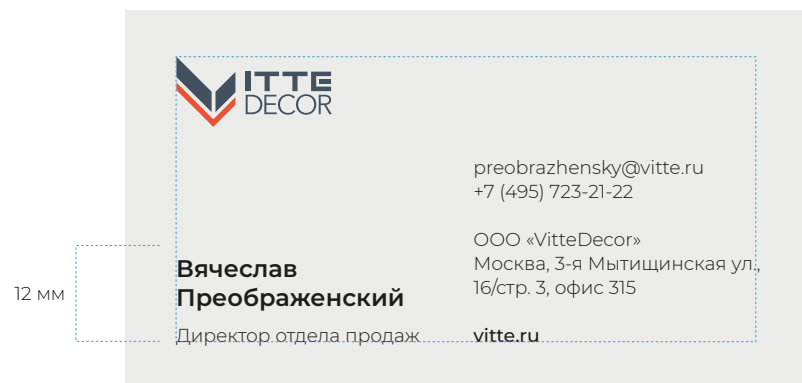 VITTE
DECOR
preobrazhensky@vitte.ru
+7 (495) 723-21-22
ООО «VitteDecor»
Москва, 3-я Мытищинская ул.,
16/стр. 3, офис 315
12 мм
Вячеслав
Преображенский
Директор отдела продаж
vitte.ru